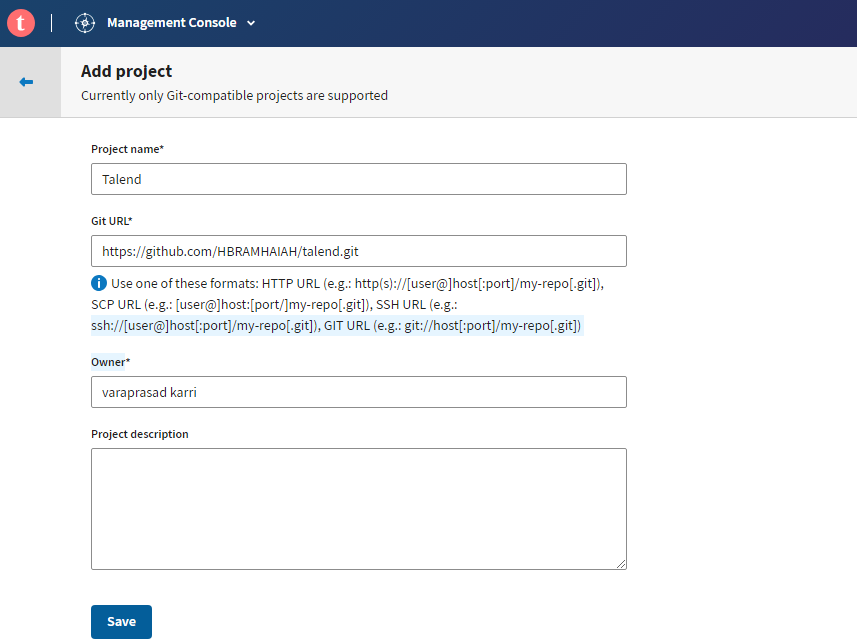 t
Management Console
Add project
Currently only Git-compatible projects are supported
Project name*
Talend
Git URL*
https://github.com/HBRAMHAIAH/talend.git
i Use one of these formats: HTTP URL (e.g.: http(s)://[user@]host[:port]/my-repo[.git]),
SCP URL (e.g.: [user@]host:[port/]my-repo[.git]), SSH URL (e.g.:
ssh://[user@]host[:port]/my-repo[.git]), GIT URL (e.g.: git://host[:port]/my-repo[.git])
Owner*
varaprasad karri
Project description
Save